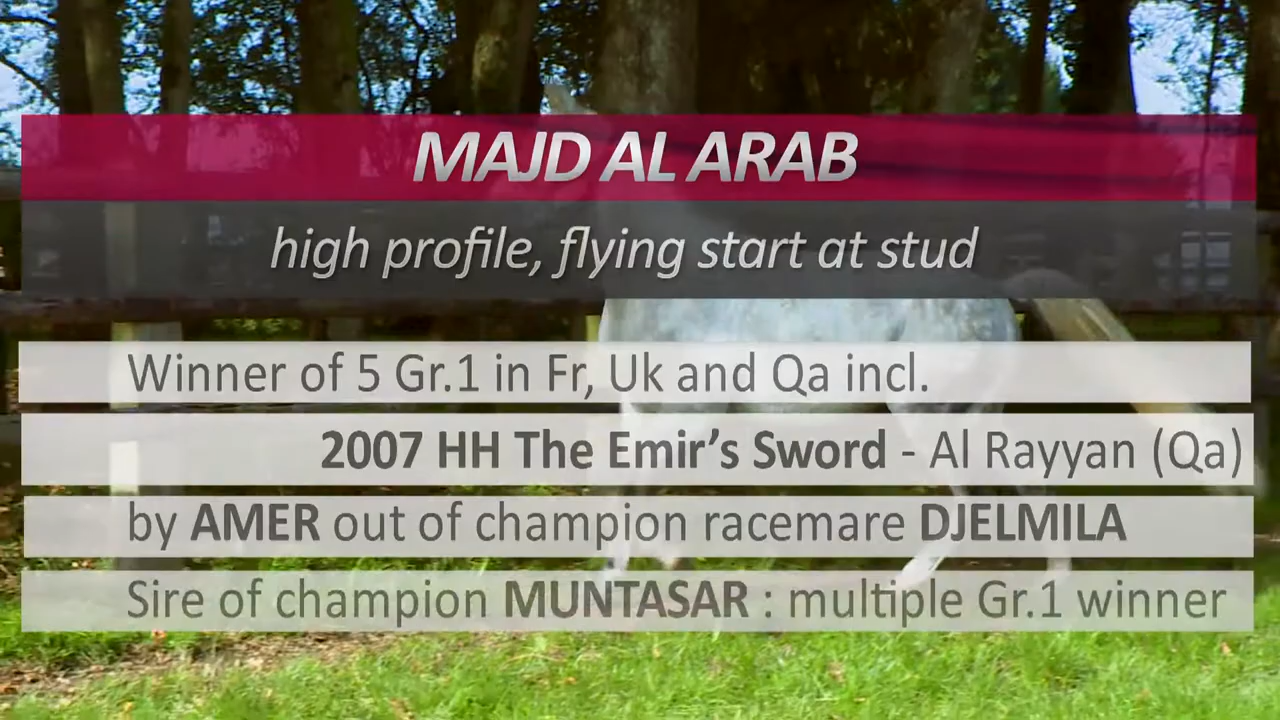 MAJD AL ARAB
high profile, flying start at stud
Winner of 5 Gr.1 in Fr, Uk and Qa incl.
2007 HH The Emir’s Sword - Al Rayyan (Qa)
by AMER out of champion racemare DJELMILA
Sire of champion MUNTASAR : multiple Gr.1 winner